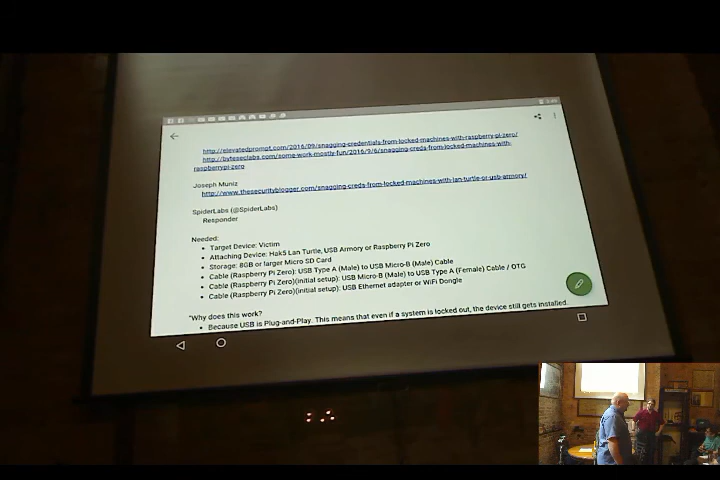 http://elevatedprompt.com/2016/09/snagging-credentials-from-locked-machines-with-raspberry-pi-zero/
http://byteseclabs.com/some-work-mostly-fun/2016/9/6/snagging-creds-from-locked-machines-with-
raspberrypi-zero
Joseph Muniz
http://www.thesecurityblogger.com/snagging-creds-from-locked-machines-with-lan-turtle-or-usb-armory/
SpiderLabs (@SpiderLabs)
Responder
Needed:
• Target Device: Victim
• Attaching Device: Hak5 Lan Turtle, USB Armory or Raspberry Pi Zero
• Storage: 8GB or larger Micro SD Card
• Cable (Raspberry Pi Zero): USB Type A (Male) to USB Micro-B (Male) Cable
• Cable (Raspberry Pi Zero)(initial setup): USB Micro-B (Male) to USB Type A (Female) Cable / OTG
• Cable (Raspberry Pi Zero)(initial setup): USB Ethernet adapter or WiFi Dongle
"Why does this work?
• Because USB is Plug-and-Play. This means that even if a system is locked out, the device still gets installed.